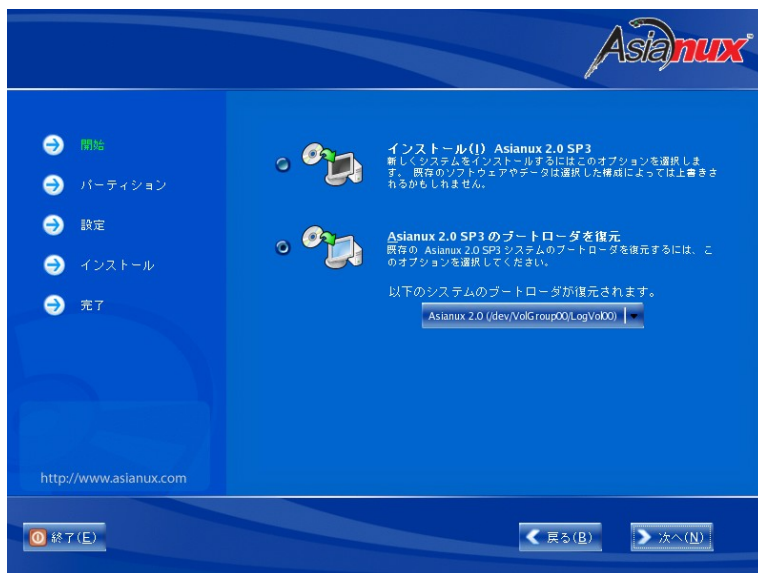 Asianux
開始
パーティション
設定
インストール
完了
http://www.asianux.com
インストール(I) Asianux 2.0 SP3
新しくシステムをインストールするにはこのオプションを選択しま
す。 既存のソフトウェアやデータは選択した構成によっては上書きさ
れるかもしれません。
Asianux 2.0 SP3 のブートローダを復元
既存の Asianux 2.0 SP3 システムのブートローダを復元するには、こ
のオプションを選択してください。
以下のシステムのブートローダが復元されます。
Asianux 2.0 (/dev/VolGroup00/LogVol00)
終了(E)
戻る(B)
次へ(N)